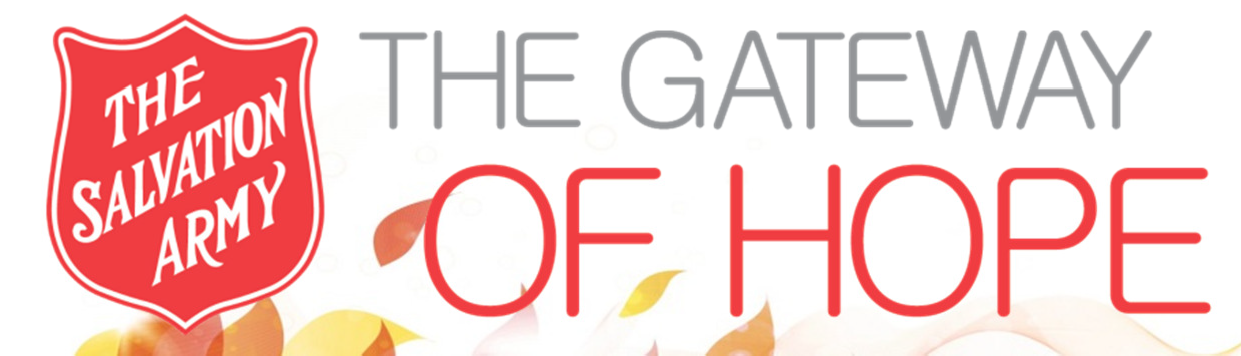 THE
SALVATION
ARMY
THE GATEWAY
OF HOPE